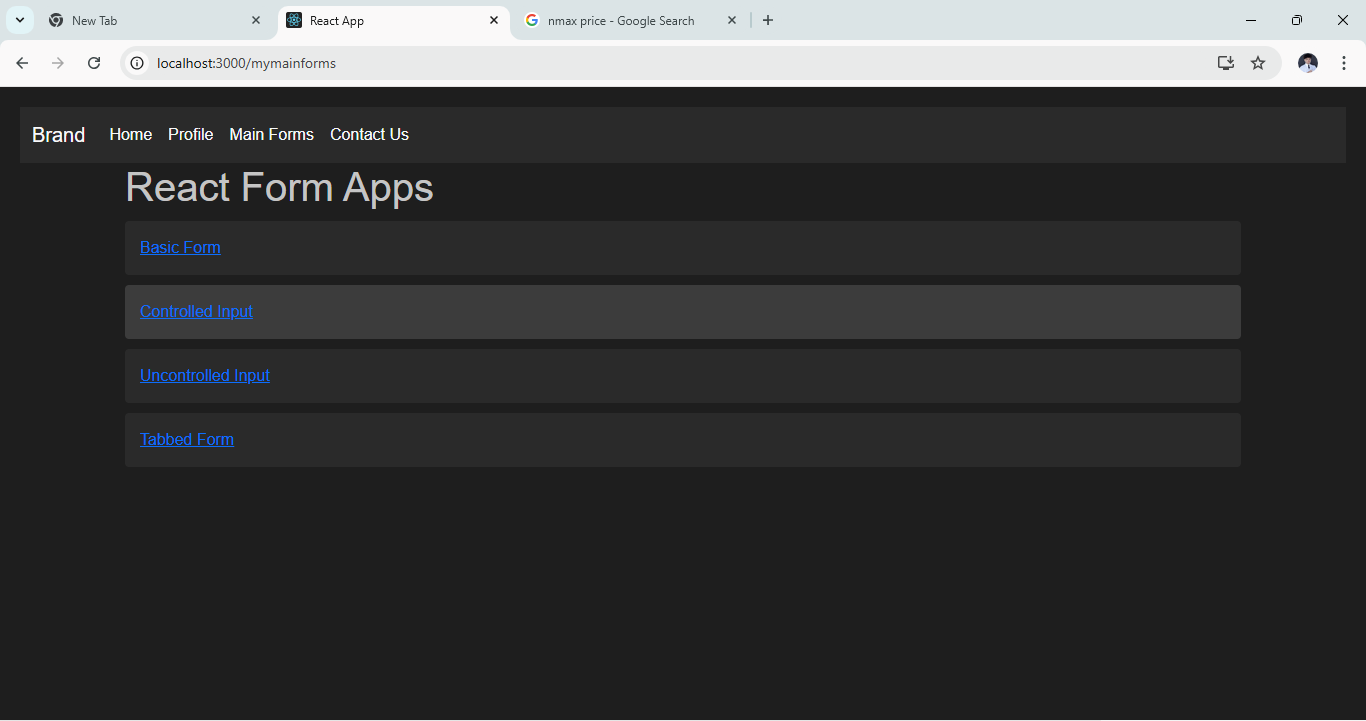 New Tab
React App
nmax price - Google Search
localhost:3000/mymainforms
Brand Home Profile Main Forms Contact Us
React Form Apps
Basic Form
Controlled Input
Uncontrolled Input
Tabbed Form